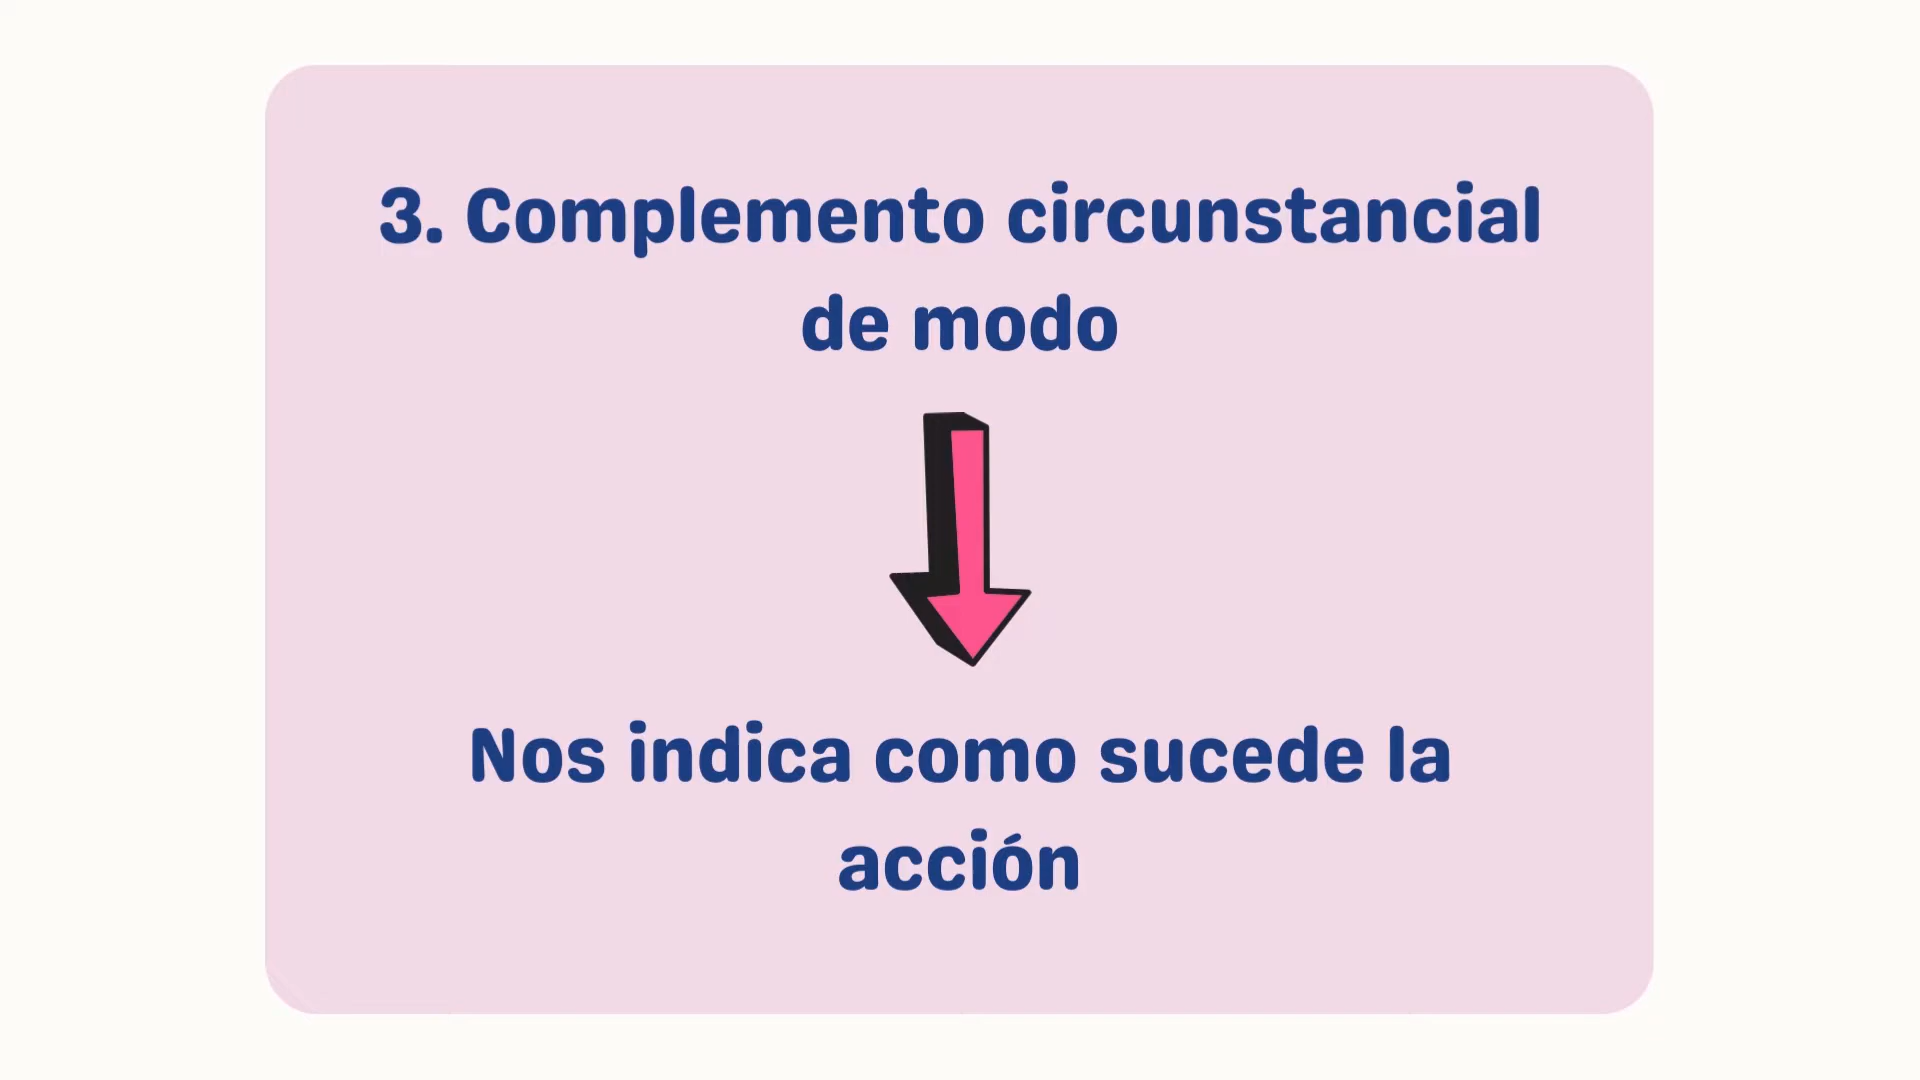 3. Complemento circunstancial
de modo
Nos indica como sucede la
acción